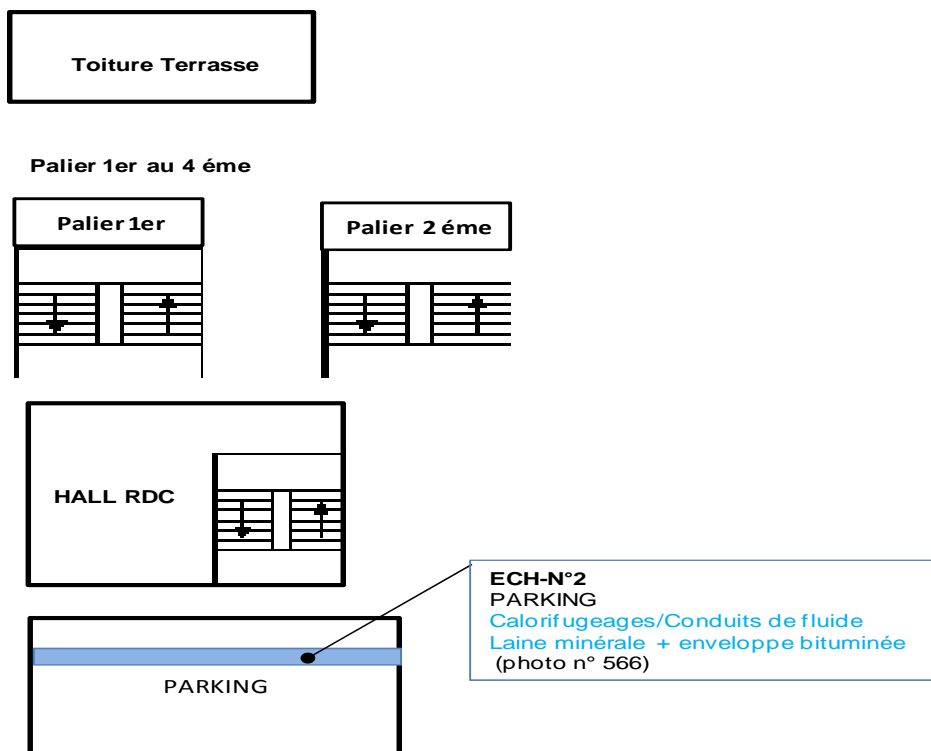 Toiture Terrasse
Palier 1er au 4 éme
Palier 1er
Palier 2 éme
HALL RDC
ECH-N°2
PARKING
Calorifugeages/Conduits de fluide
Laine minérale + enveloppe bituminée
(photo n° 566)
PARKING